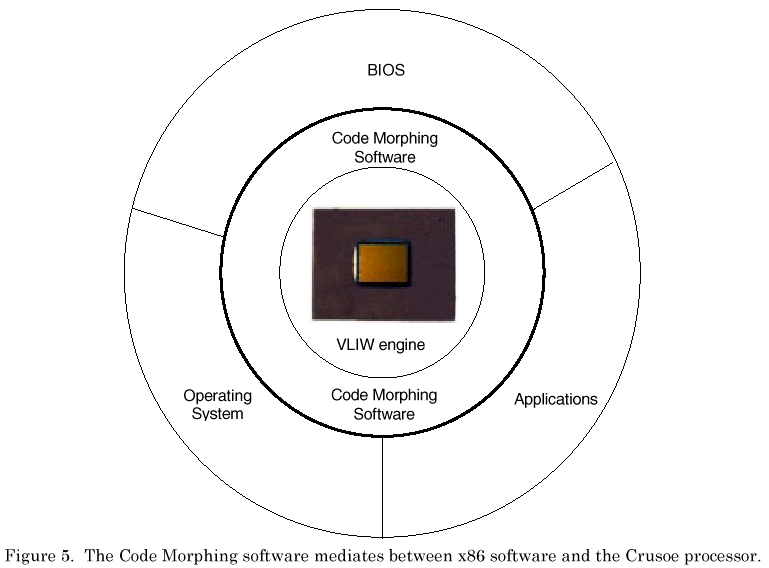 BIOS
Code Morphing
Software
VLIW engine
Code Morphing
Software
Operating
System
Applications
Figure 5. The Code Morphing software mediates between x86 software and the Crusoe processor.